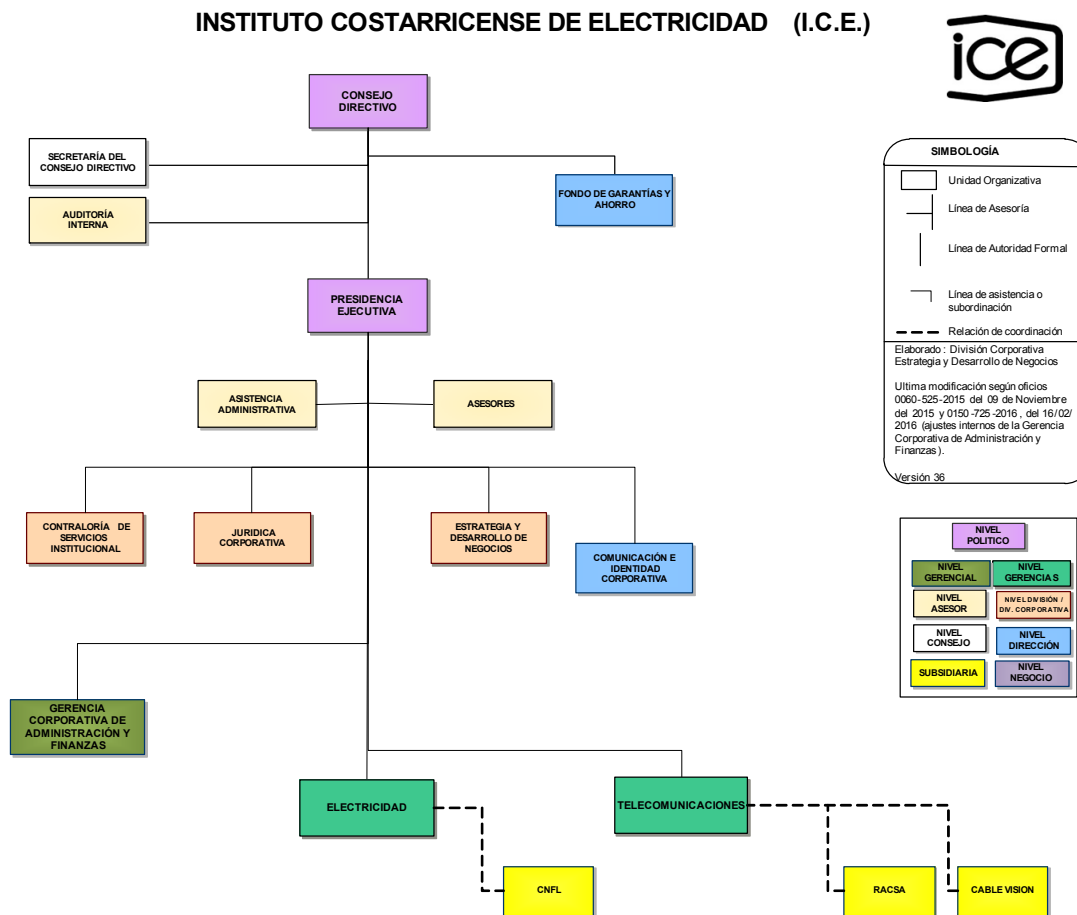 INSTITUTO COSTARRICENSE DE ELECTRICIDAD (I.C.E.)
ice
CONSEJO
DIRECTIVO
SECRETARÍA DEL
CONSEJO DIRECTIVO
FONDO DE GARANTÍAS Y
AHORRO
AUDITORÍA
INTERNA
PRESIDENCIA
EJECUTIVA
ASISTENCIA
ADMINISTRATIVA
ASESORES
CONTRALORÍA DE
SERVICIOS
INSTITUCIONAL
JURIDICA
CORPORATIVA
ESTRATEGIA Y
DESARROLLO DE
NEGOCIOS
COMUNICACIÓN E
IDENTIDAD
CORPORATIVA
GERENCIA
CORPORATIVA DE
ADMINISTRACIÓN Y
FINANZAS
ELECTRICIDAD
TELECOMUNICACIONES
CNFL
RACSA
CABLE VISION
SIMBOLOGÍA
Unidad Organizativa
Línea de Asesoría
Línea de Autoridad Formal
Línea de asistencia o
subordinación
Relación de coordinación
Elaborado : División Corporativa
Estrategia y Desarrollo de Negocios
Ultima modificación según oficios
0060-525-2015 del 09 de Noviembre
del 2015 y 0150 -725 -2016 , del 16/02/
2016 (ajustes internos de la Gerencia
Corporativa de Administración y
Finanzas ).
Versión 36
NIVEL
POLITICO
NIVEL
GERENCIAL
NIVEL
GERENCIAS
NIVEL
ASESOR
NIVEL DIVISIÓN /
DIV. CORPORATIVA
NIVEL
CONSEJO
NIVEL
DIRECCIÓN
SUBSIDIARIA
NIVEL
NEGOCIO